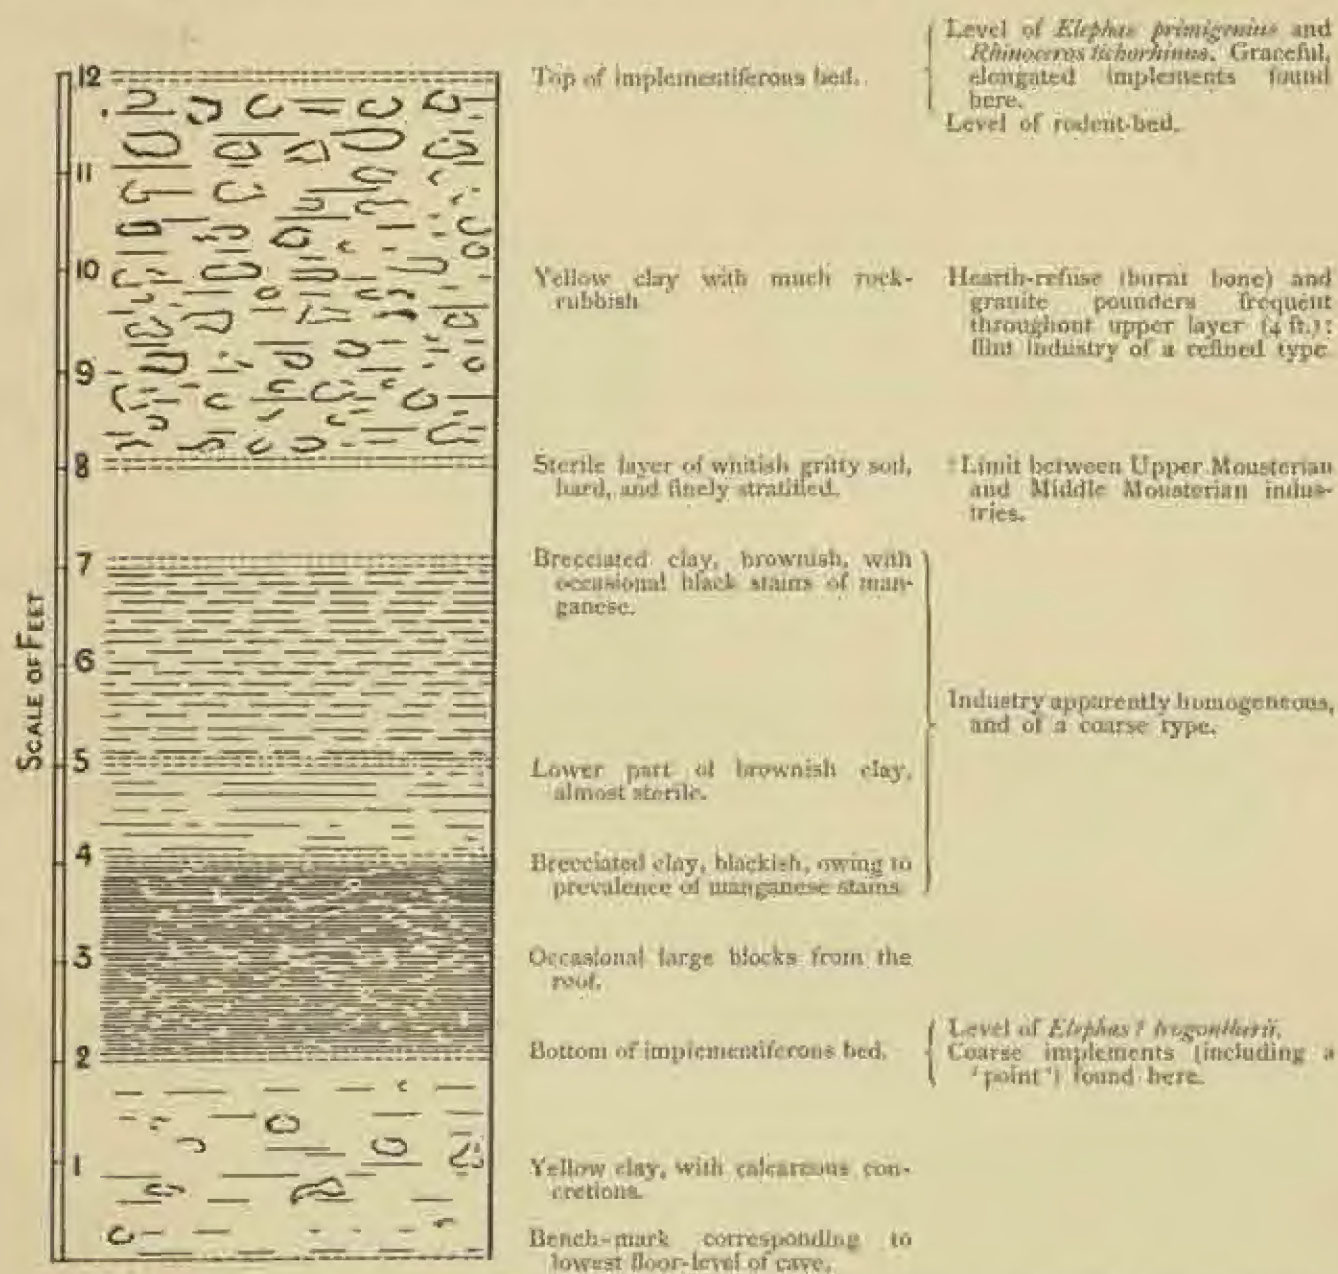 SCALE OF FEET
12
11
10
9
8
7
6
5
4
3
2
1
Top of implementiferous bed.
Level of Elephas primigenius and
Rhinoceros tichorhinus. Graceful,
elongated implements found
here.
Level of rodent-bed.
Yellow clay with much rock-
rubbish
Hearth-refuse (burnt bone) and
granite pounders frequent
throughout upper layer (4 ft.):
flint industry of a refined type
Sterile layer of whitish gritty soil,
hard, and finely stratified.
Limit between Upper Mousterian
and Middle Mousterian indus-
tries.
Brecciated clay, brownish, with
occasional black stains of man-
ganese.
Industry apparently homogeneous,
and of a coarse type.
Lower part of brownish clay,
almost sterile.
Brecciated clay, blackish, owing to
prevalence of manganese stains
Occasional large blocks from the
roof.
Bottom of implementiferous bed.
Level of Elephas ? trogontherii.
Coarse implements (including a
'point') found here.
Yellow clay, with calcareous con-
cretions.
Bench-mark corresponding to
lowest floor-level of cave.